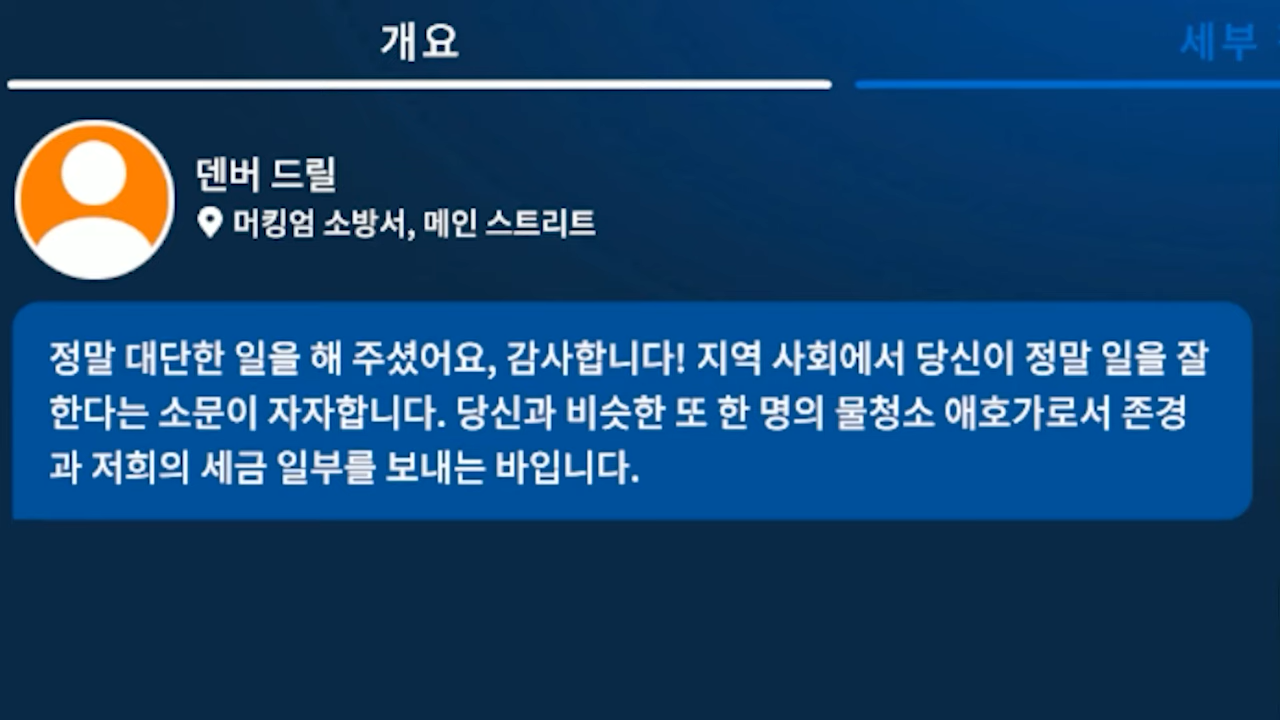 개요
세부
덴버 드릴
머킹엄 소방서, 메인 스트리트
정말 대단한 일을 해 주셨어요, 감사합니다! 지역 사회에서 당신이 정말 일을 잘
한다는 소문이 자자합니다. 당신과 비슷한 또 한 명의 물청소 애호가로서 존경
과 저희의 세금 일부를 보내는 바입니다.